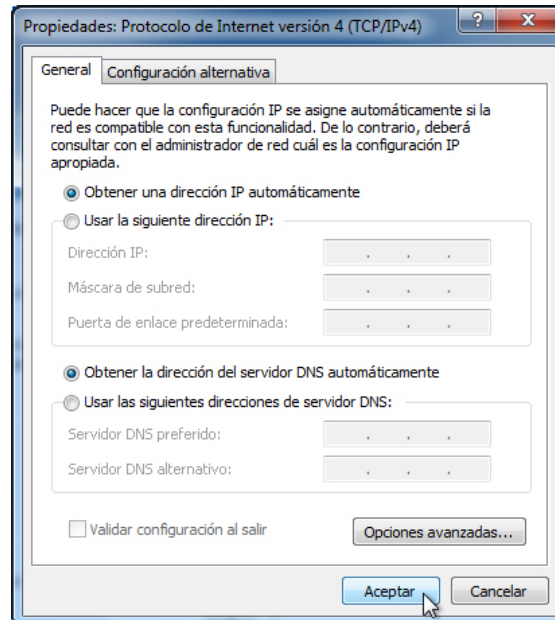 Propiedades: Protocolo de Internet versión 4 (TCP/IPv4)
General
Configuración alternativa
Puede hacer que la configuración IP se asigne automáticamente si la
red es compatible con esta funcionalidad. De lo contrario, deberá
consultar con el administrador de red cuál es la configuración IP
apropiada.
Obtener una dirección IP automáticamente
Usar la siguiente dirección IP:
Dirección IP:
Máscara de subred:
Puerta de enlace predeterminada:
Obtener la dirección del servidor DNS automáticamente
Usar las siguientes direcciones de servidor DNS:
Servidor DNS preferido:
Servidor DNS alternativo:
Validar configuración al salir
Opciones avanzadas...
Aceptar
Cancelar